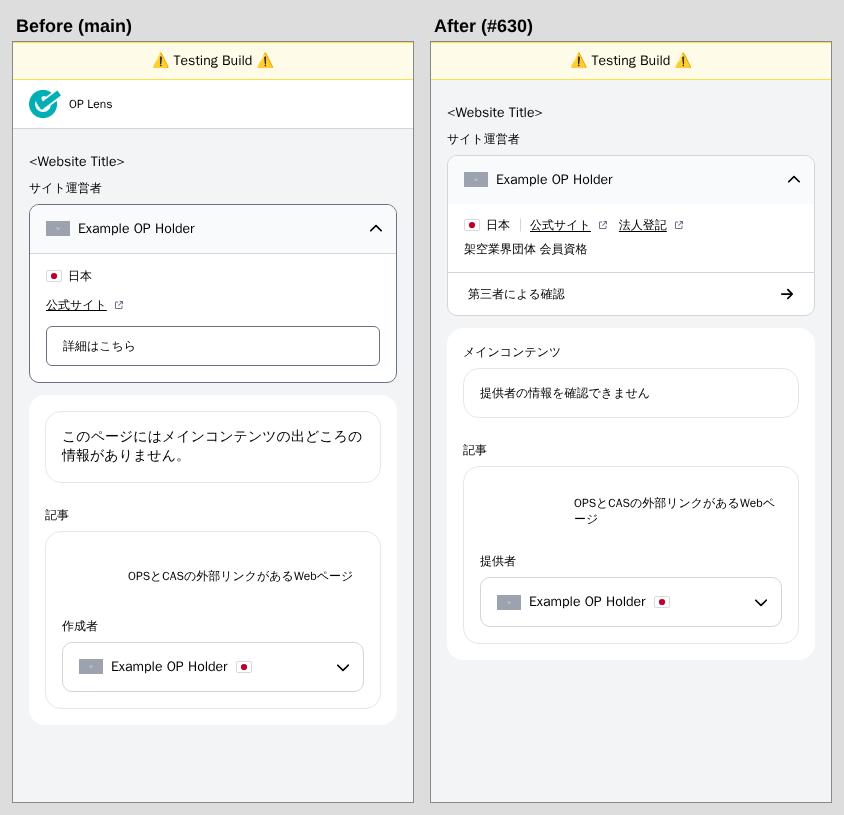 Before (main)
⚠️ Testing Build ⚠️
OP Lens
<Website Title>
サイト運営者
Example OP Holder
日本
公式サイト
詳細はこちら
このページにはメインコンテンツの出どころの
情報がありません。
記事
OPSとCASの外部リンクがあるWebページ
作成者
Example OP Holder
After (#630)
⚠️ Testing Build ⚠️
<Website Title>
サイト運営者
Example OP Holder
日本 公式サイト 法人登記
架空業界団体 会員資格
第三者による確認
メインコンテンツ
提供者の情報を確認できません
記事
OPSとCASの外部リンクがあるWebペ
ージ
提供者
Example OP Holder